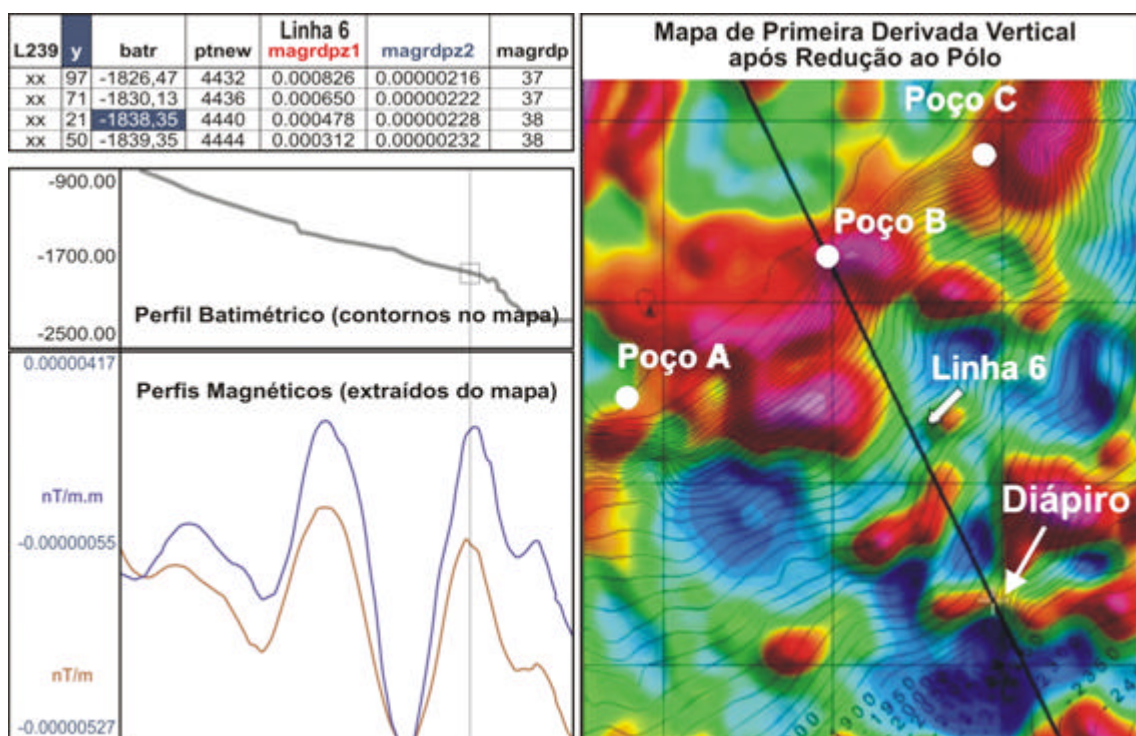 Linha 6
L239 y batr ptnew magrdpz1 magrdpz2 magrdp
xx 97 -1826,47 4432 0.000826 0.00000216 37
xx 71 -1830,13 4436 0.000650 0.00000222 37
xx 21 -1838,35 4440 0.000478 0.00000228 38
xx 50 -1839,35 4444 0.000312 0.00000232 38
-900.00
-1700.00
-2500.00
Perfil Batimétrico (contornos no mapa)
0.00000417
Perfis Magnéticos (extraídos do mapa)
nT/m.m
-0.00000055
nT/m
-0.00000527
Mapa de Primeira Derivada Vertical
após Redução ao Pólo
Poço C
Poço B
Poço A
Linha 6
Diápiro
1900
1950
-2350